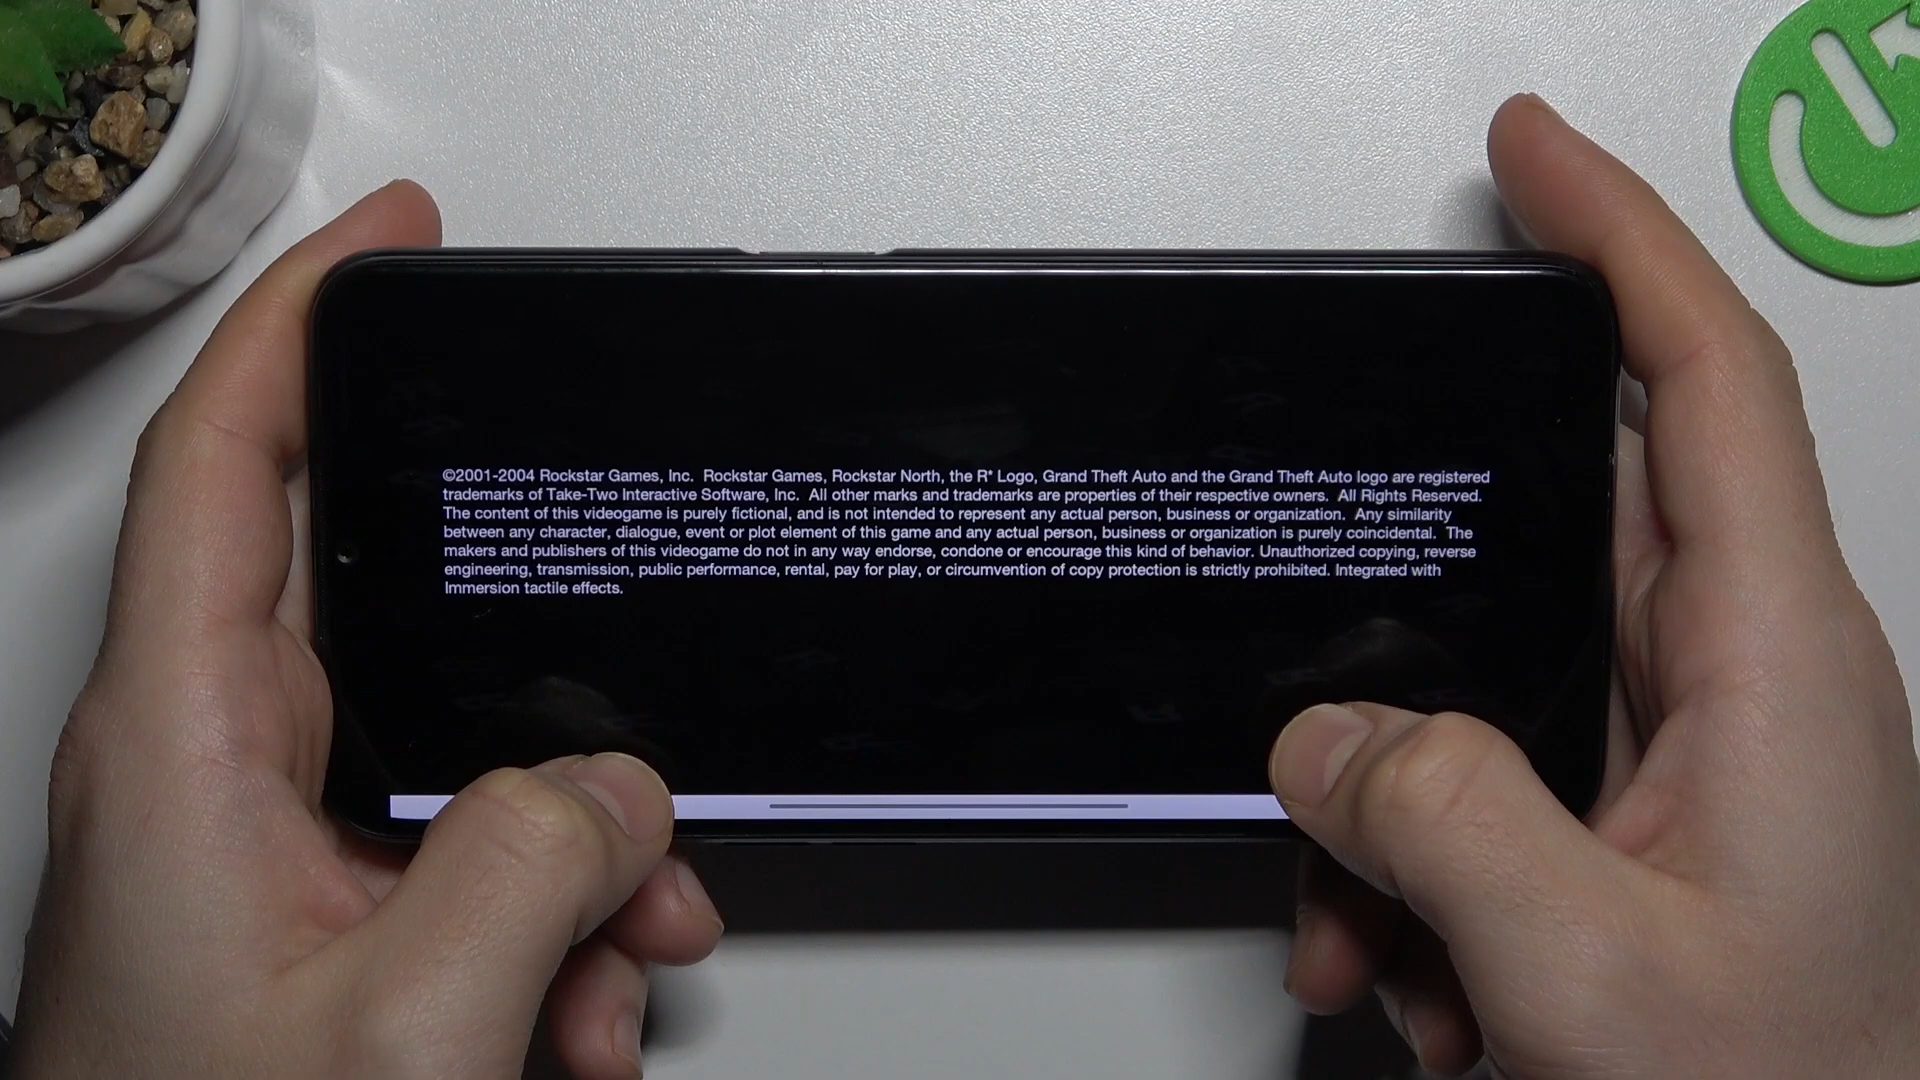 ©2001-2004 Rockstar Games, Inc. Rockstar Games, Rockstar North, the R* Logo, Grand Theft Auto and the Grand Theft Auto logo are registered
trademarks of Take-Two Interactive Software, Inc. All other marks and trademarks are properties of their respective owners. All Rights Reserved.
The content of this videogame is purely fictional, and is not intended to represent any actual person, business or organization. Any similarity
between any character, dialogue, event or plot element of this game and any actual person, business or organization is purely coincidental. The
makers and publishers of this videogame do not in any way endorse, condone or encourage this kind of behavior. Unauthorized copying, reverse
engineering, transmission, public performance, rental, pay for play, or circumvention of copy protection is strictly prohibited. Integrated with
Immersion tactile effects.